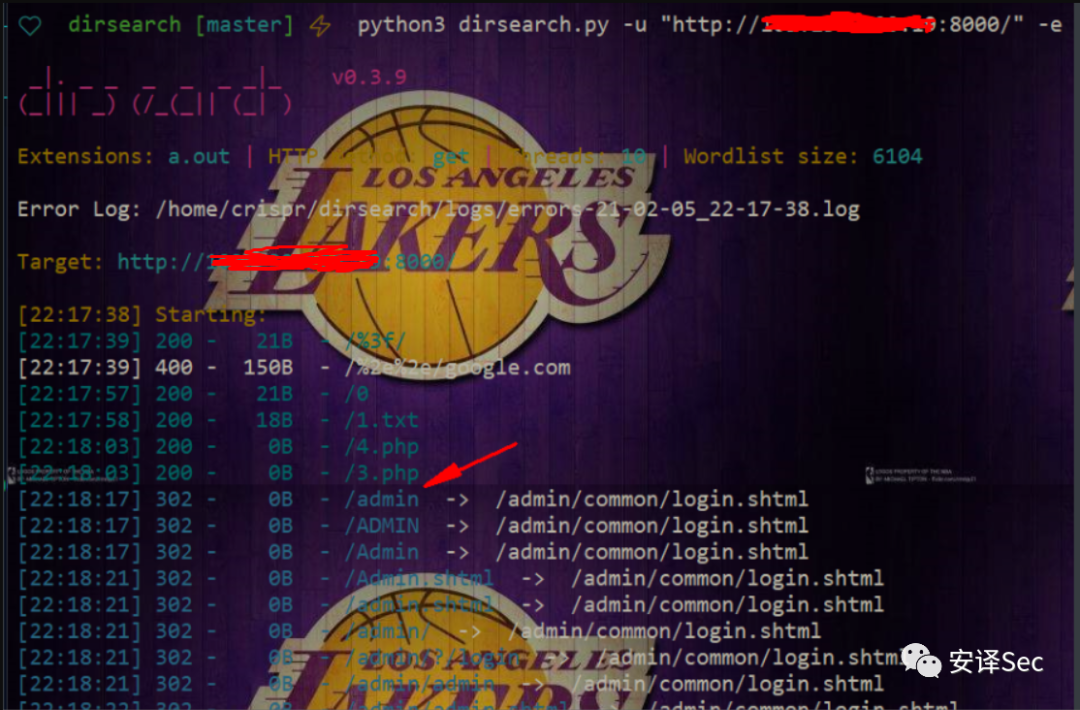 dirsearch [master] ⚡ python3 dirsearch.py -u "http://:8000/" -e
v0.3.9
Extensions: a.out | HTTP method: get | Threads: 10 | Wordlist size: 6104
Error Log: /home/crispr/dirsearch/logs/errors-21-02-05_22-17-38.log
Target: http://:8000/
[22:17:38] Starting:
[22:17:39] 200 - 21B - /%3f/
[22:17:39] 400 - 150B - /%2e%2e/google.com
[22:17:57] 200 - 21B - /0
[22:17:58] 200 - 18B - /1.txt
[22:18:03] 200 - 0B - /4.php
[22:18:03] 200 - 0B - /3.php
[22:18:17] 302 - 0B - /admin -> /admin/common/login.shtml
[22:18:17] 302 - 0B - /ADMIN -> /admin/common/login.shtml
[22:18:17] 302 - 0B - /Admin -> /admin/common/login.shtml
[22:18:21] 302 - 0B - /Admin.shtml -> /admin/common/login.shtml
[22:18:21] 302 - 0B - /admin.shtml -> /admin/common/login.shtml
[22:18:21] 302 - 0B - /admin/ -> /admin/common/login.shtml
[22:18:21] 302 - 0B - /admin/?/login -> /admin/common/login.shtml
[22:18:21] 302 - 0B - /admin/admin -> /admin/common/login.shtml
LOS ANGELES
LAKERS
LOS ANGELES
安译Sec